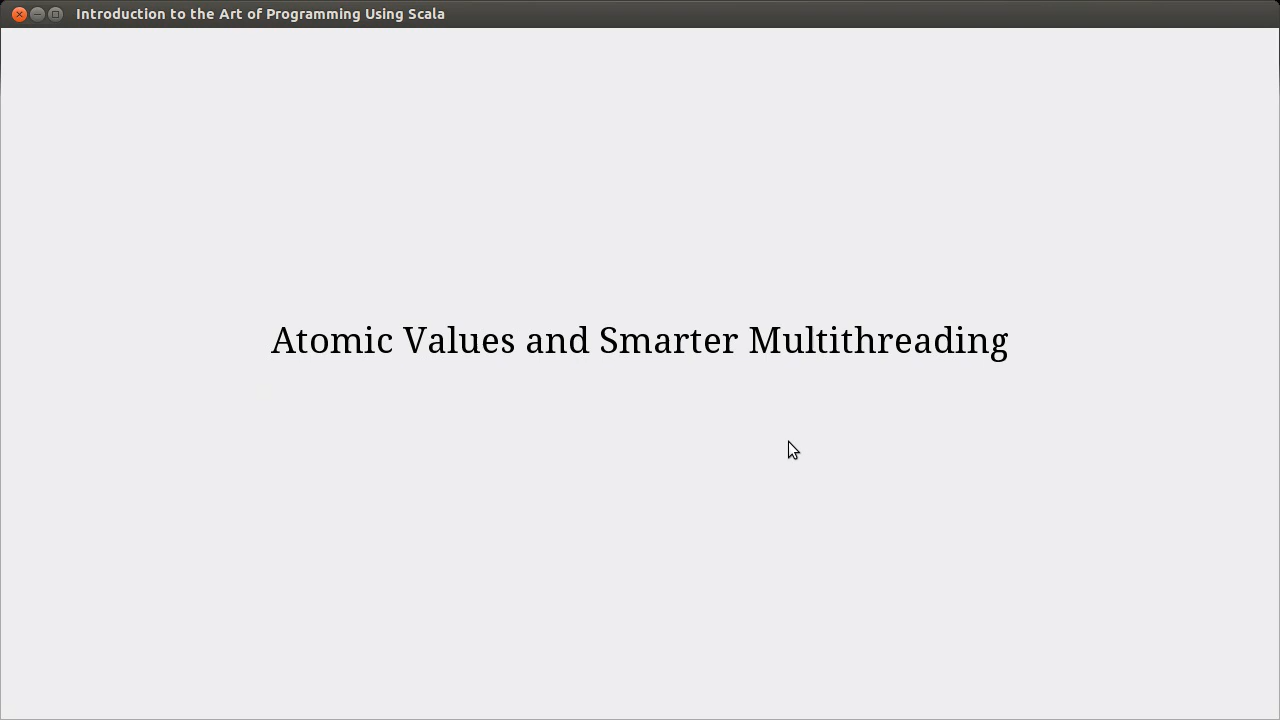 Introduction to the Art of Programming Using Scala
Atomic Values and Smarter Multithreading